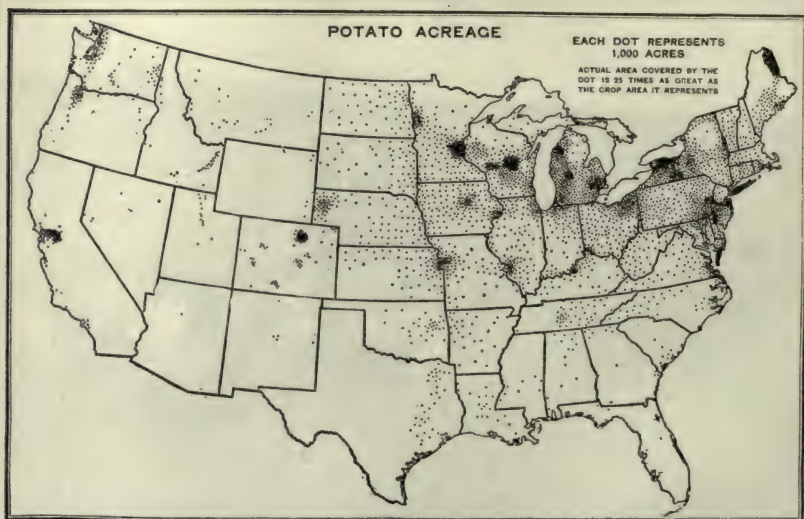 POTATO ACREAGE
EACH DOT REPRESENTS
1,000 ACRES
ACTUAL AREA COVERED BY THE
DOT IS 25 TIMES AS GREAT AS
THE CROP AREA IT REPRESENTS